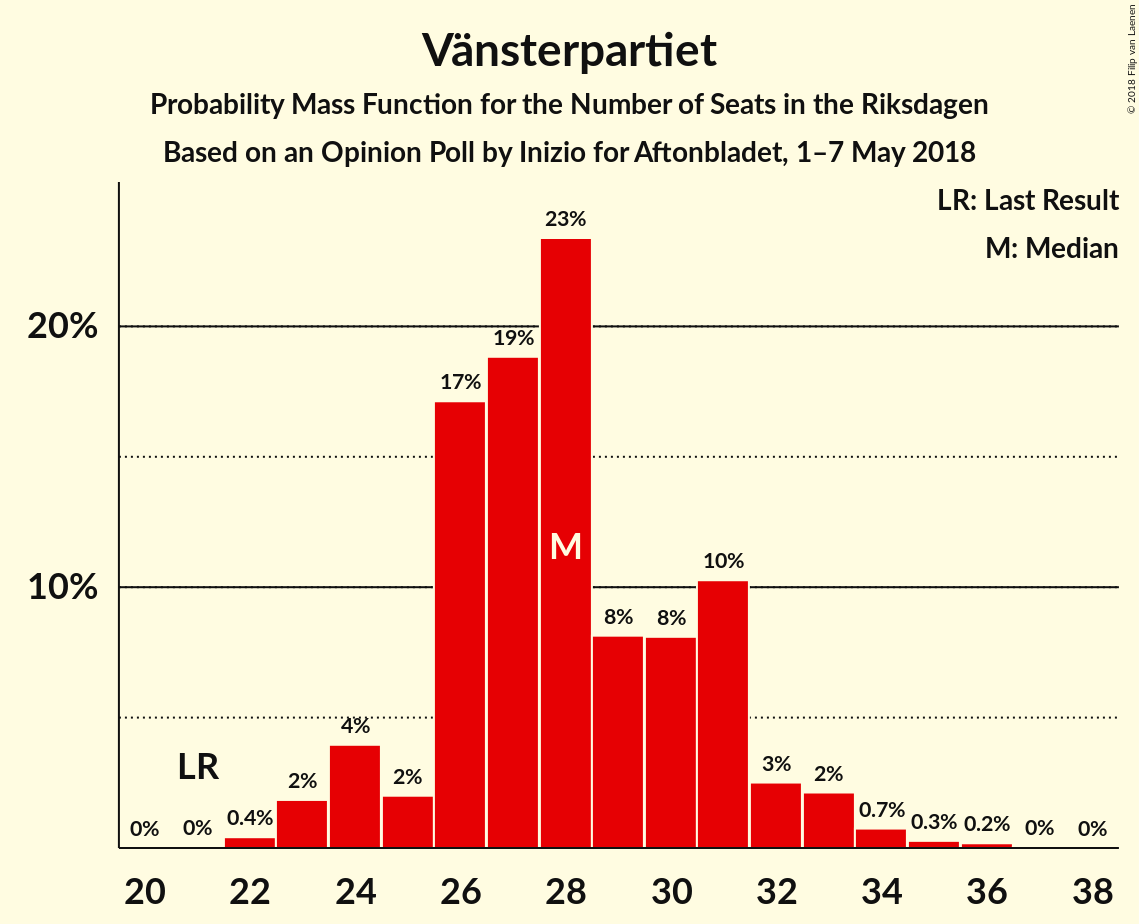 Vänsterpartiet
Probability Mass Function for the Number of Seats in the Riksdagen
Based on an Opinion Poll by Inizio for Aftonbladet, 1–7 May 2018
© 2018 Filip van Laenen
LR: Last Result
M: Median
23%
20%
19%
17%
M
10%
10%
8%
8%
4%
LR
2%
2%
3%
2%
0%
0%
0.4%
0.7%
0.3%
0.2%
0%
0%
20 22 24 26 28 30 32 34 36 38